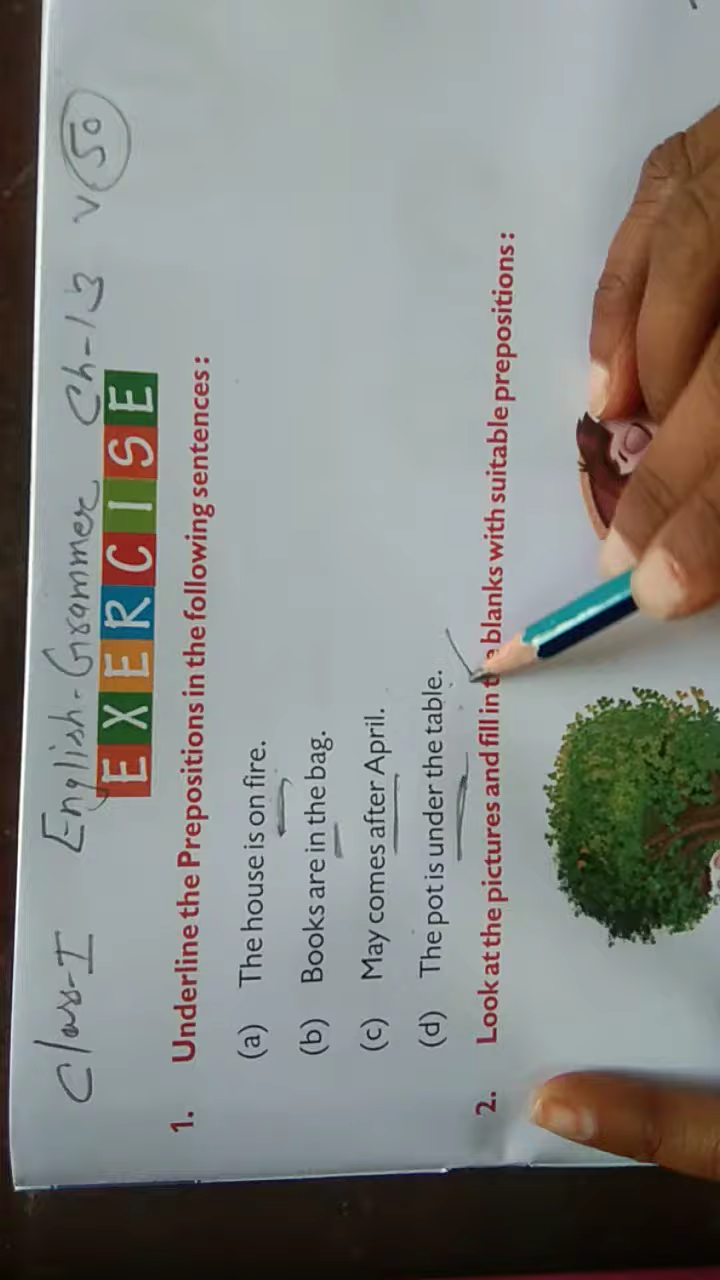 Class-I English-Grammer Ch-13 v 50
EXERCISE
1. Underline the Prepositions in the following sentences :
(a) The house is on fire.
(b) Books are in the bag.
(c) May comes after April.
(d) The pot is under the table.
2. Look at the pictures and fill in the blanks with suitable prepositions :